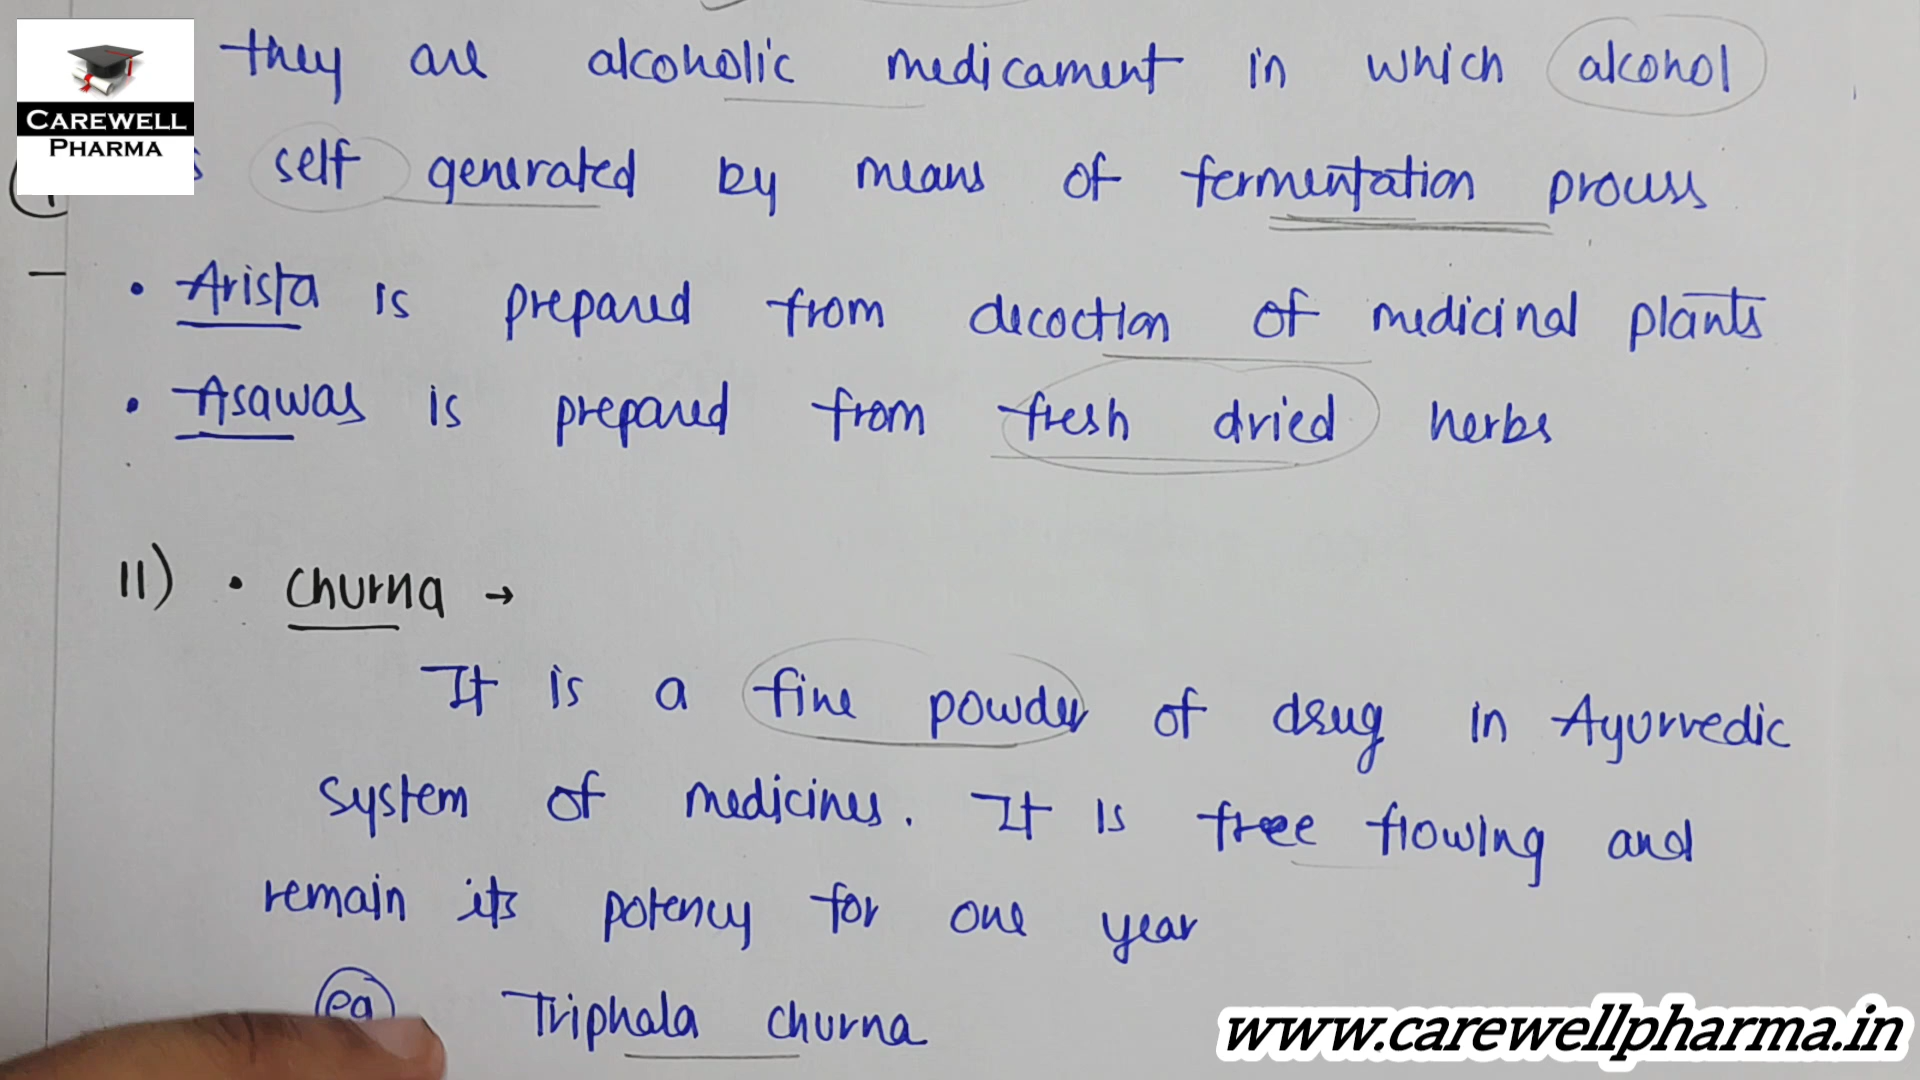 CAREWELL
PHARMA
they are alcoholic medicament in which alcohol
self generated by means of fermentation process
• Arista is prepared from decoction of medicinal plants
• Asawas is prepared from fresh dried herbs
II) • Churna →
It is a fine powder of drug in Ayurvedic
system of medicines. It is free flowing and
remain its potency for one year
eg Triphala churna
www.carewellpharma.in